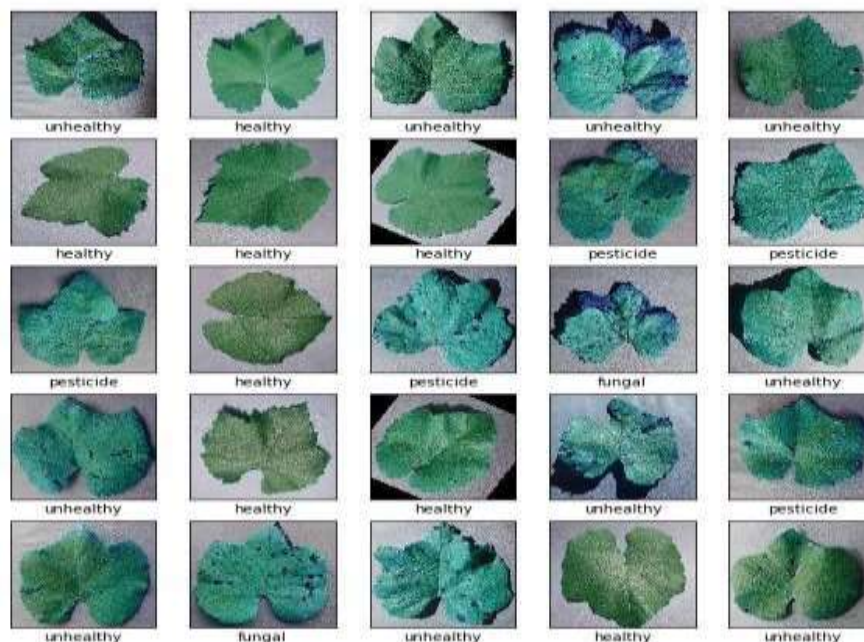 unhealthy healthy unhealthy unhealthy unhealthy
healthy healthy healthy pesticide pesticide
pesticide healthy pesticide fungal unhealthy
unhealthy healthy healthy unhealthy pesticide
unhealthy fungal unhealthy healthy unhealthy